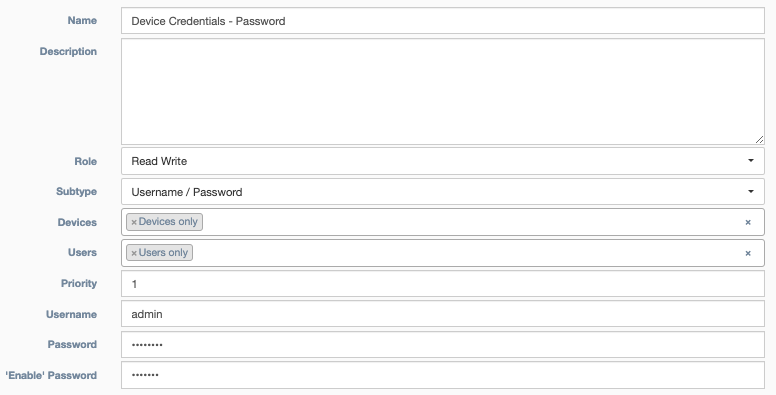 Name Device Credentials - Password
Description
Role Read Write
Subtype Username / Password
Devices × Devices only ×
Users × Users only ×
Priority 1
Username admin
Password ••••••••
'Enable' Password •••••••